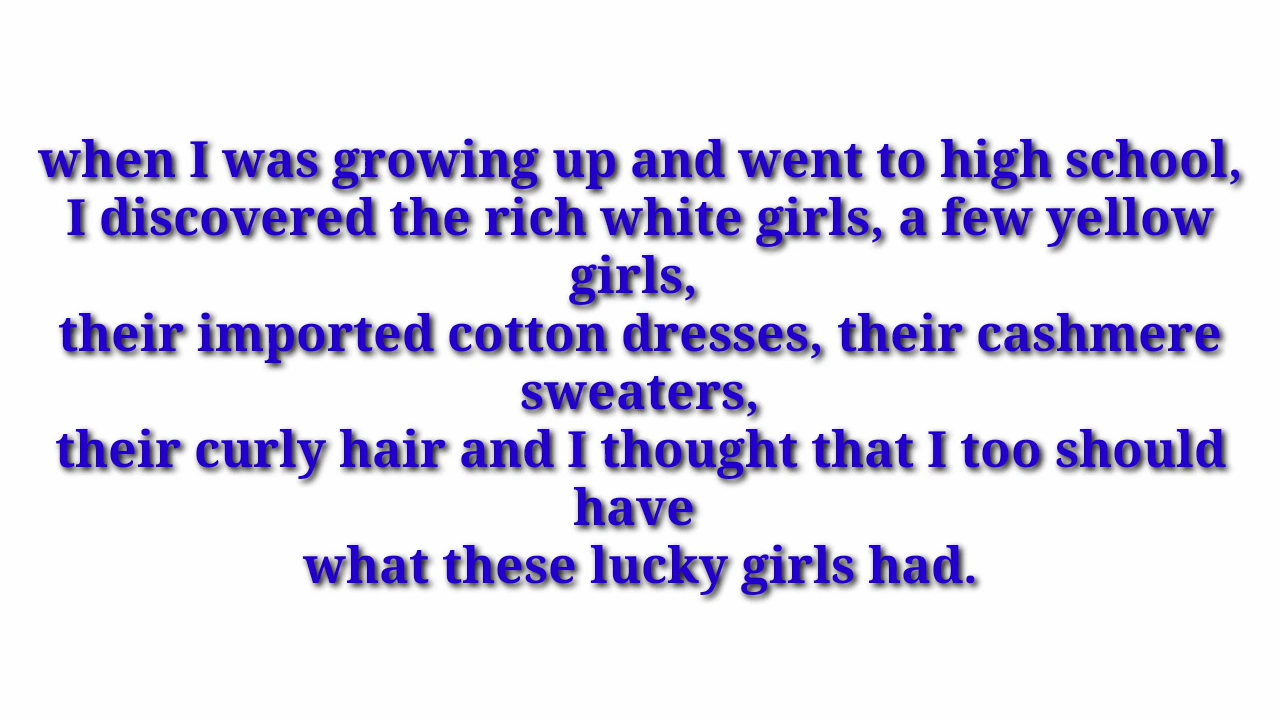 when I was growing up and went to high school,
I discovered the rich white girls, a few yellow
girls,
their imported cotton dresses, their cashmere
sweaters,
their curly hair and I thought that I too should
have
what these lucky girls had.